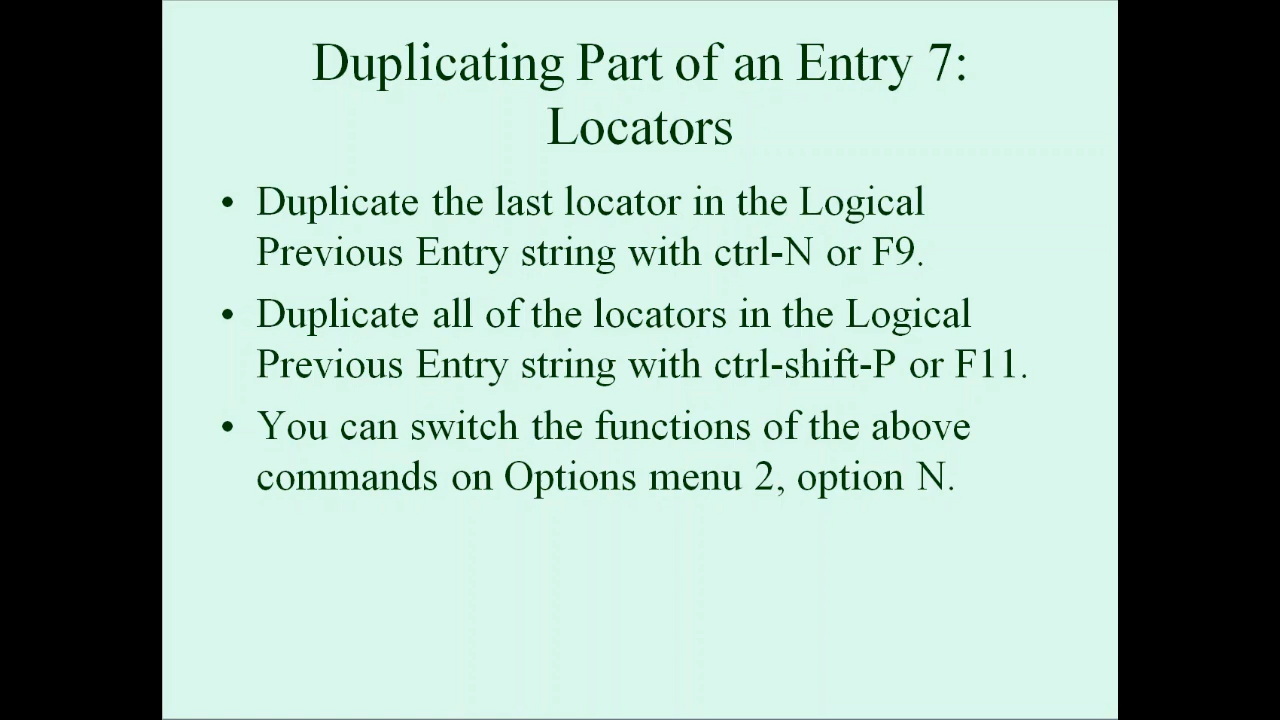 Duplicating Part of an Entry 7:
Locators
• Duplicate the last locator in the Logical
Previous Entry string with ctrl-N or F9.
• Duplicate all of the locators in the Logical
Previous Entry string with ctrl-shift-P or F11.
• You can switch the functions of the above
commands on Options menu 2, option N.